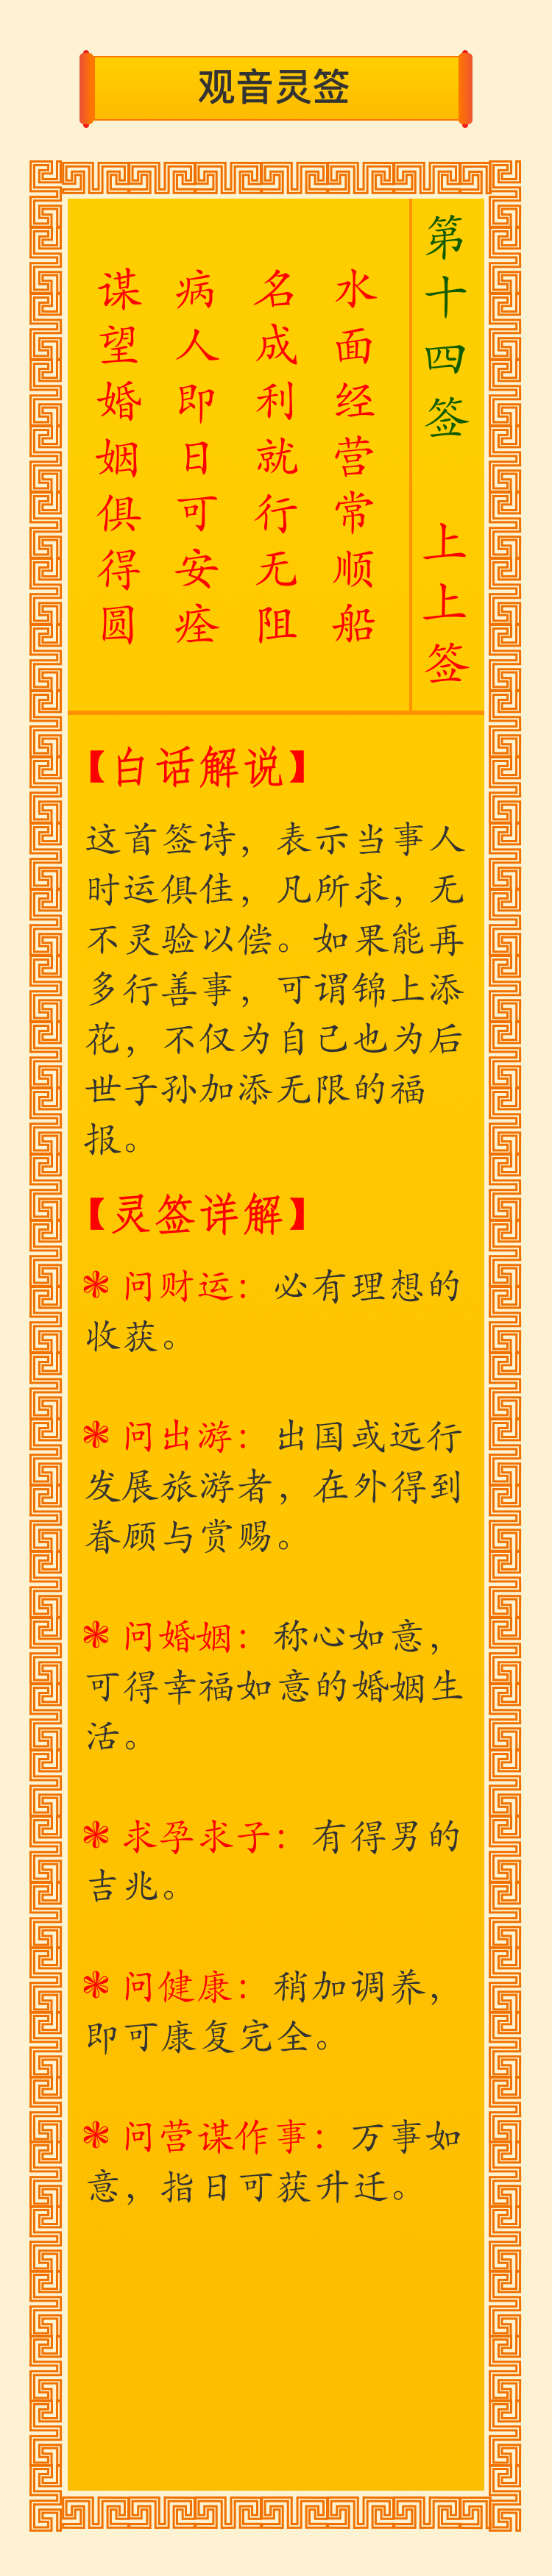 观音灵签
第十四签 上上签
水面经营常顺船
名成利就行无阻
病人即日可安痊
谋望婚姻俱得圆
【白话解说】
这首签诗，表示当事人
时运俱佳，凡所求，无
不灵验以偿。如果能再
多行善事，可谓锦上添
花，不仅为自己也为后
世子孙加添无限的福
报。
【灵签详解】
❃ 问财运：必有理想的
收获。
❃ 问出游：出国或远行
发展旅游者，在外得到
眷顾与赏赐。
❃ 问婚姻：称心如意，
可得幸福如意的婚姻生
活。
❃ 求孕求子：有得男的
吉兆。
❃ 问健康：稍加调养，
即可康复完全。
❃ 问营谋作事：万事如
意，指日可获升迁。